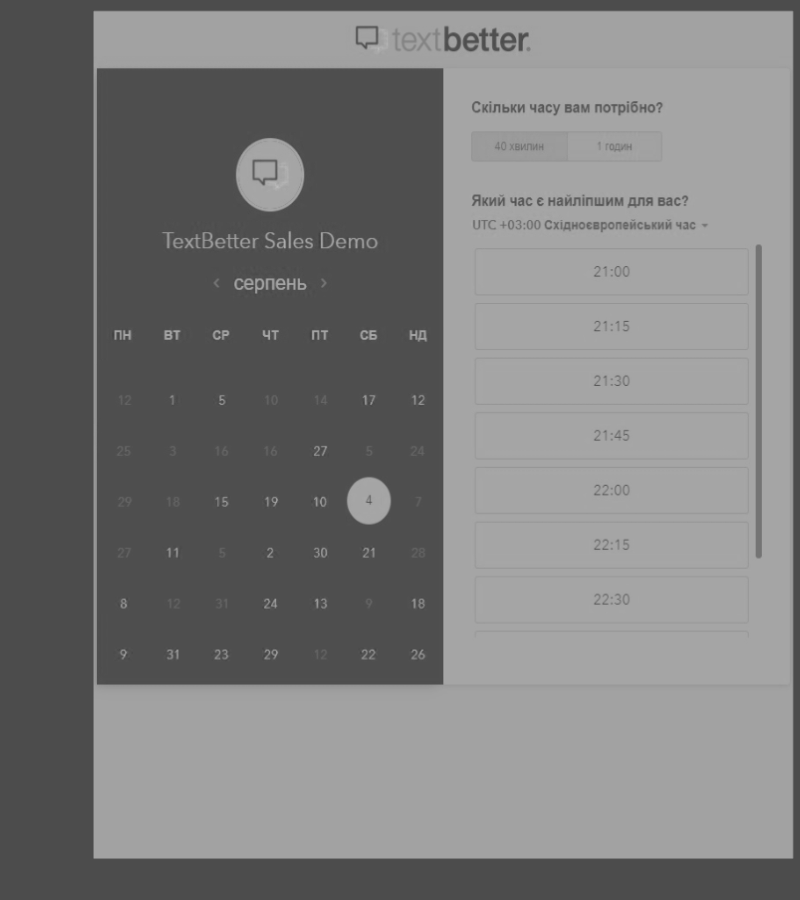 textbetter.
TextBetter Sales Demo
‹ серпень ›
ПН ВТ СР ЧТ ПТ СБ НД
12 1 5 10 14 17 12
25 3 16 16 27 5 24
29 18 15 19 10 4 7
27 11 5 2 30 21 28
8 12 31 24 13 9 18
9 31 23 29 12 22 26
Скільки часу вам потрібно?
40 хвилин 1 годин
Який час є найліпшим для вас?
UTC +03:00 Східноєвропейський час
21:00
21:15
21:30
21:45
22:00
22:15
22:30